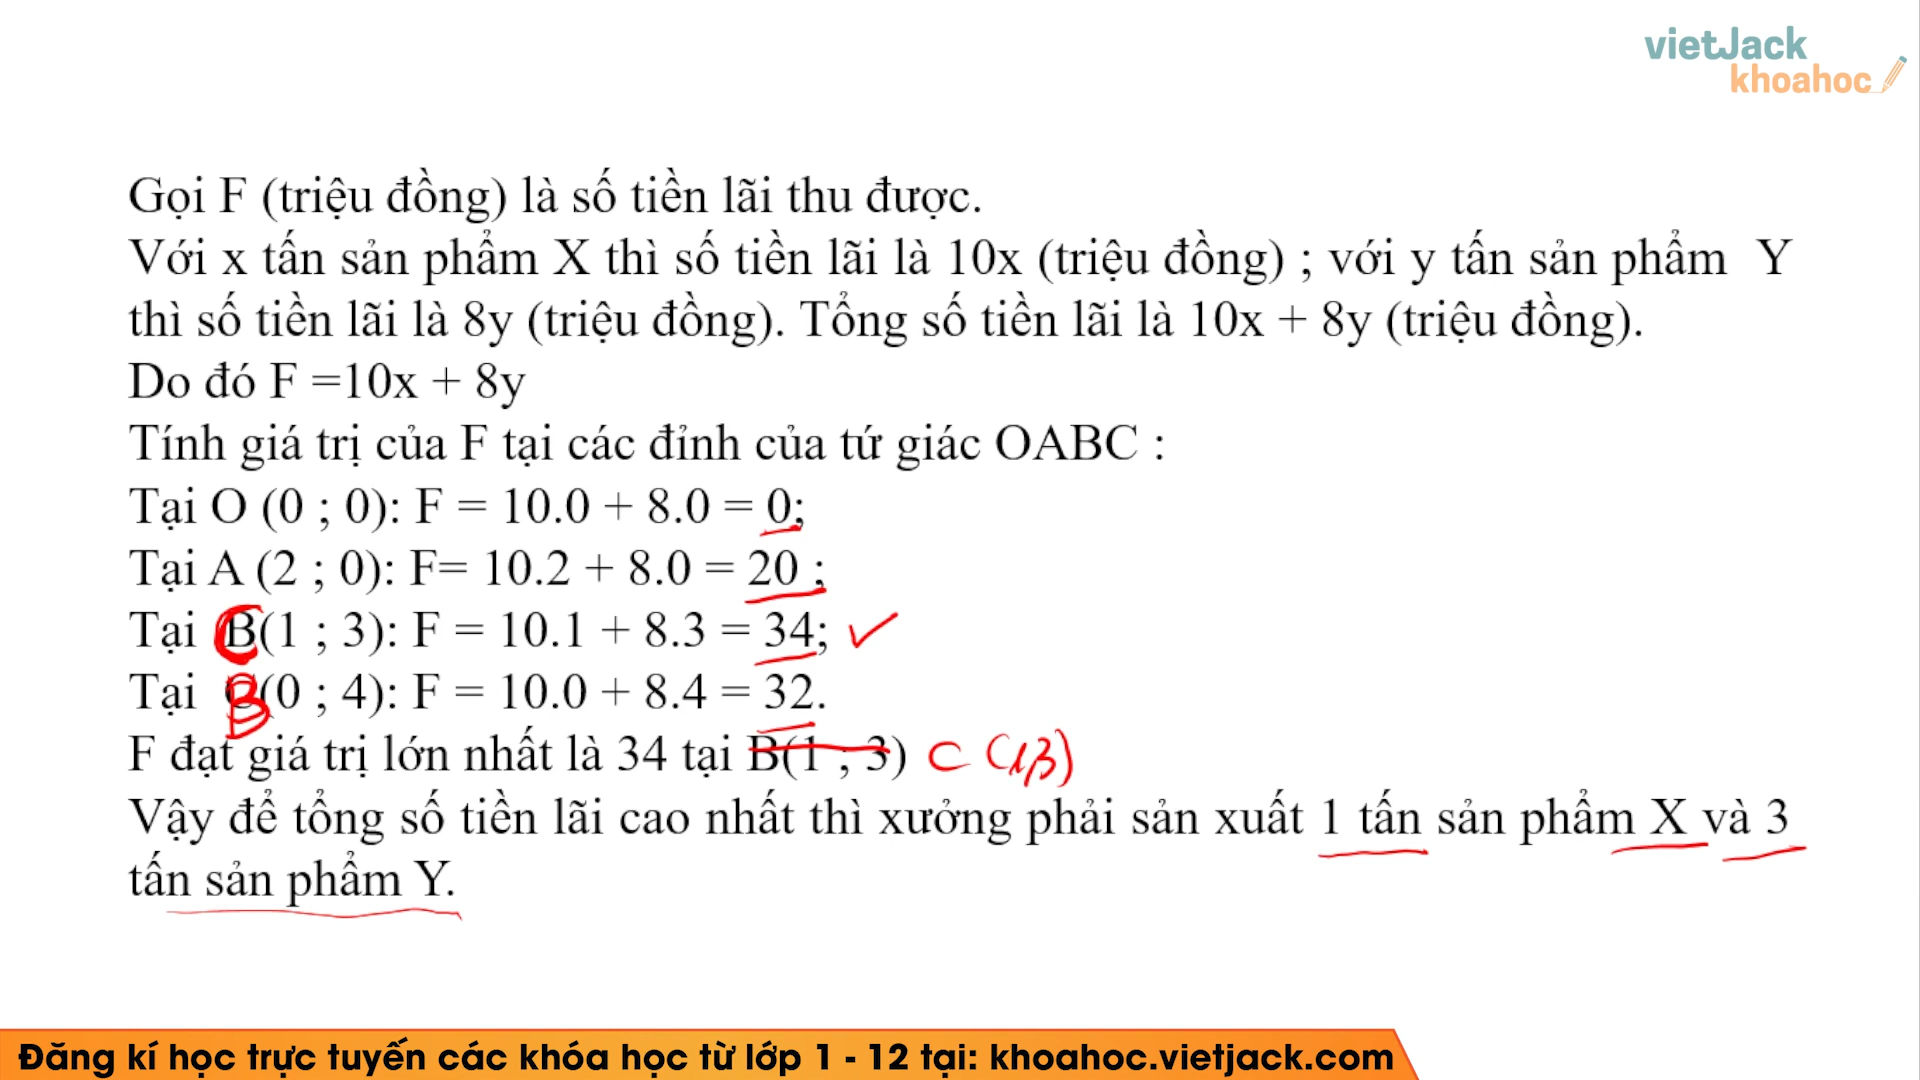 vietJack
khoahoc
Gọi F (triệu đồng) là số tiền lãi thu được.
Với x tấn sản phẩm X thì số tiền lãi là 10x (triệu đồng) ; với y tấn sản phẩm Y
thì số tiền lãi là 8y (triệu đồng). Tổng số tiền lãi là 10x + 8y (triệu đồng).
Do đó F =10x + 8y
Tính giá trị của F tại các đỉnh của tứ giác OABC :
Tại O (0 ; 0): F = 10.0 + 8.0 = 0;
Tại A (2 ; 0): F= 10.2 + 8.0 = 20 ;
Tại C(1 ; 3): F = 10.1 + 8.3 = 34;
Tại B(0 ; 4): F = 10.0 + 8.4 = 32.
F đạt giá trị lớn nhất là 34 tại B(1 ; 3) C (1,3)
Vậy để tổng số tiền lãi cao nhất thì xưởng phải sản xuất 1 tấn sản phẩm X và 3
tấn sản phẩm Y.
Đăng kí học trực tuyến các khóa học từ lớp 1 - 12 tại: khoahoc.vietjack.com